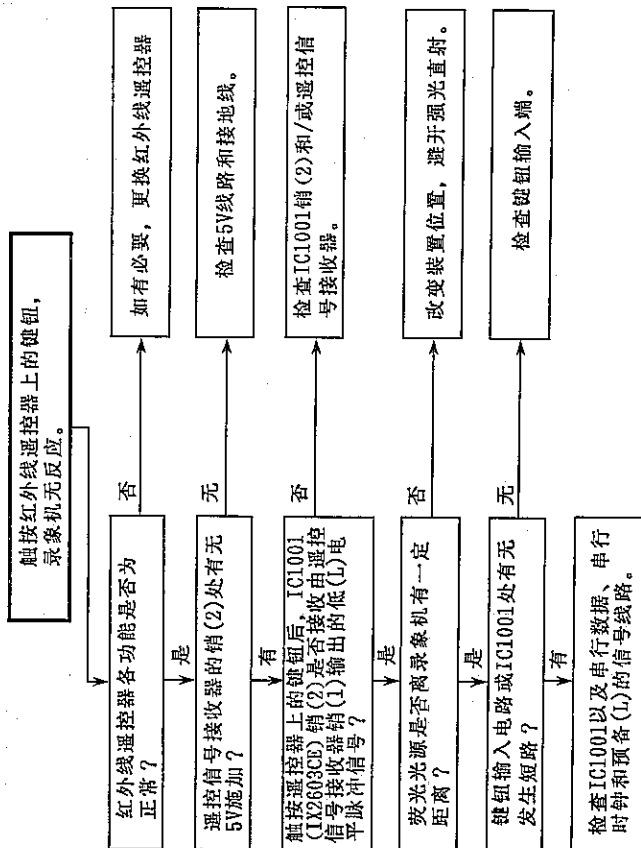 触按红外线遥控器上的键钮，
录象机无反应。
红外线遥控器各功能是否为
正常？
否
如有必要，更换红外线遥控器
是
遥控信号接收器的销(2)处有无
5V施加？
无
检查5V线路和接地线。
有
触按遥控器上的键钮后，IC1001
(IX2603CE)销(2)是否接收由遥控
信号接收器销(1)输出的低(L)电
平脉冲信号？
否
检查IC1001销(2)和/或遥控信
号接收器。
是
荧光光源是否离录象机有一定
距离？
否
改变装置位置，避开强光直射。
是
键钮输入电路或IC1001处有无
发生短路？
无
检查键钮输入端。
有
检查IC1001以及串行数据、串行
时钟和预备(L)的信号线路。